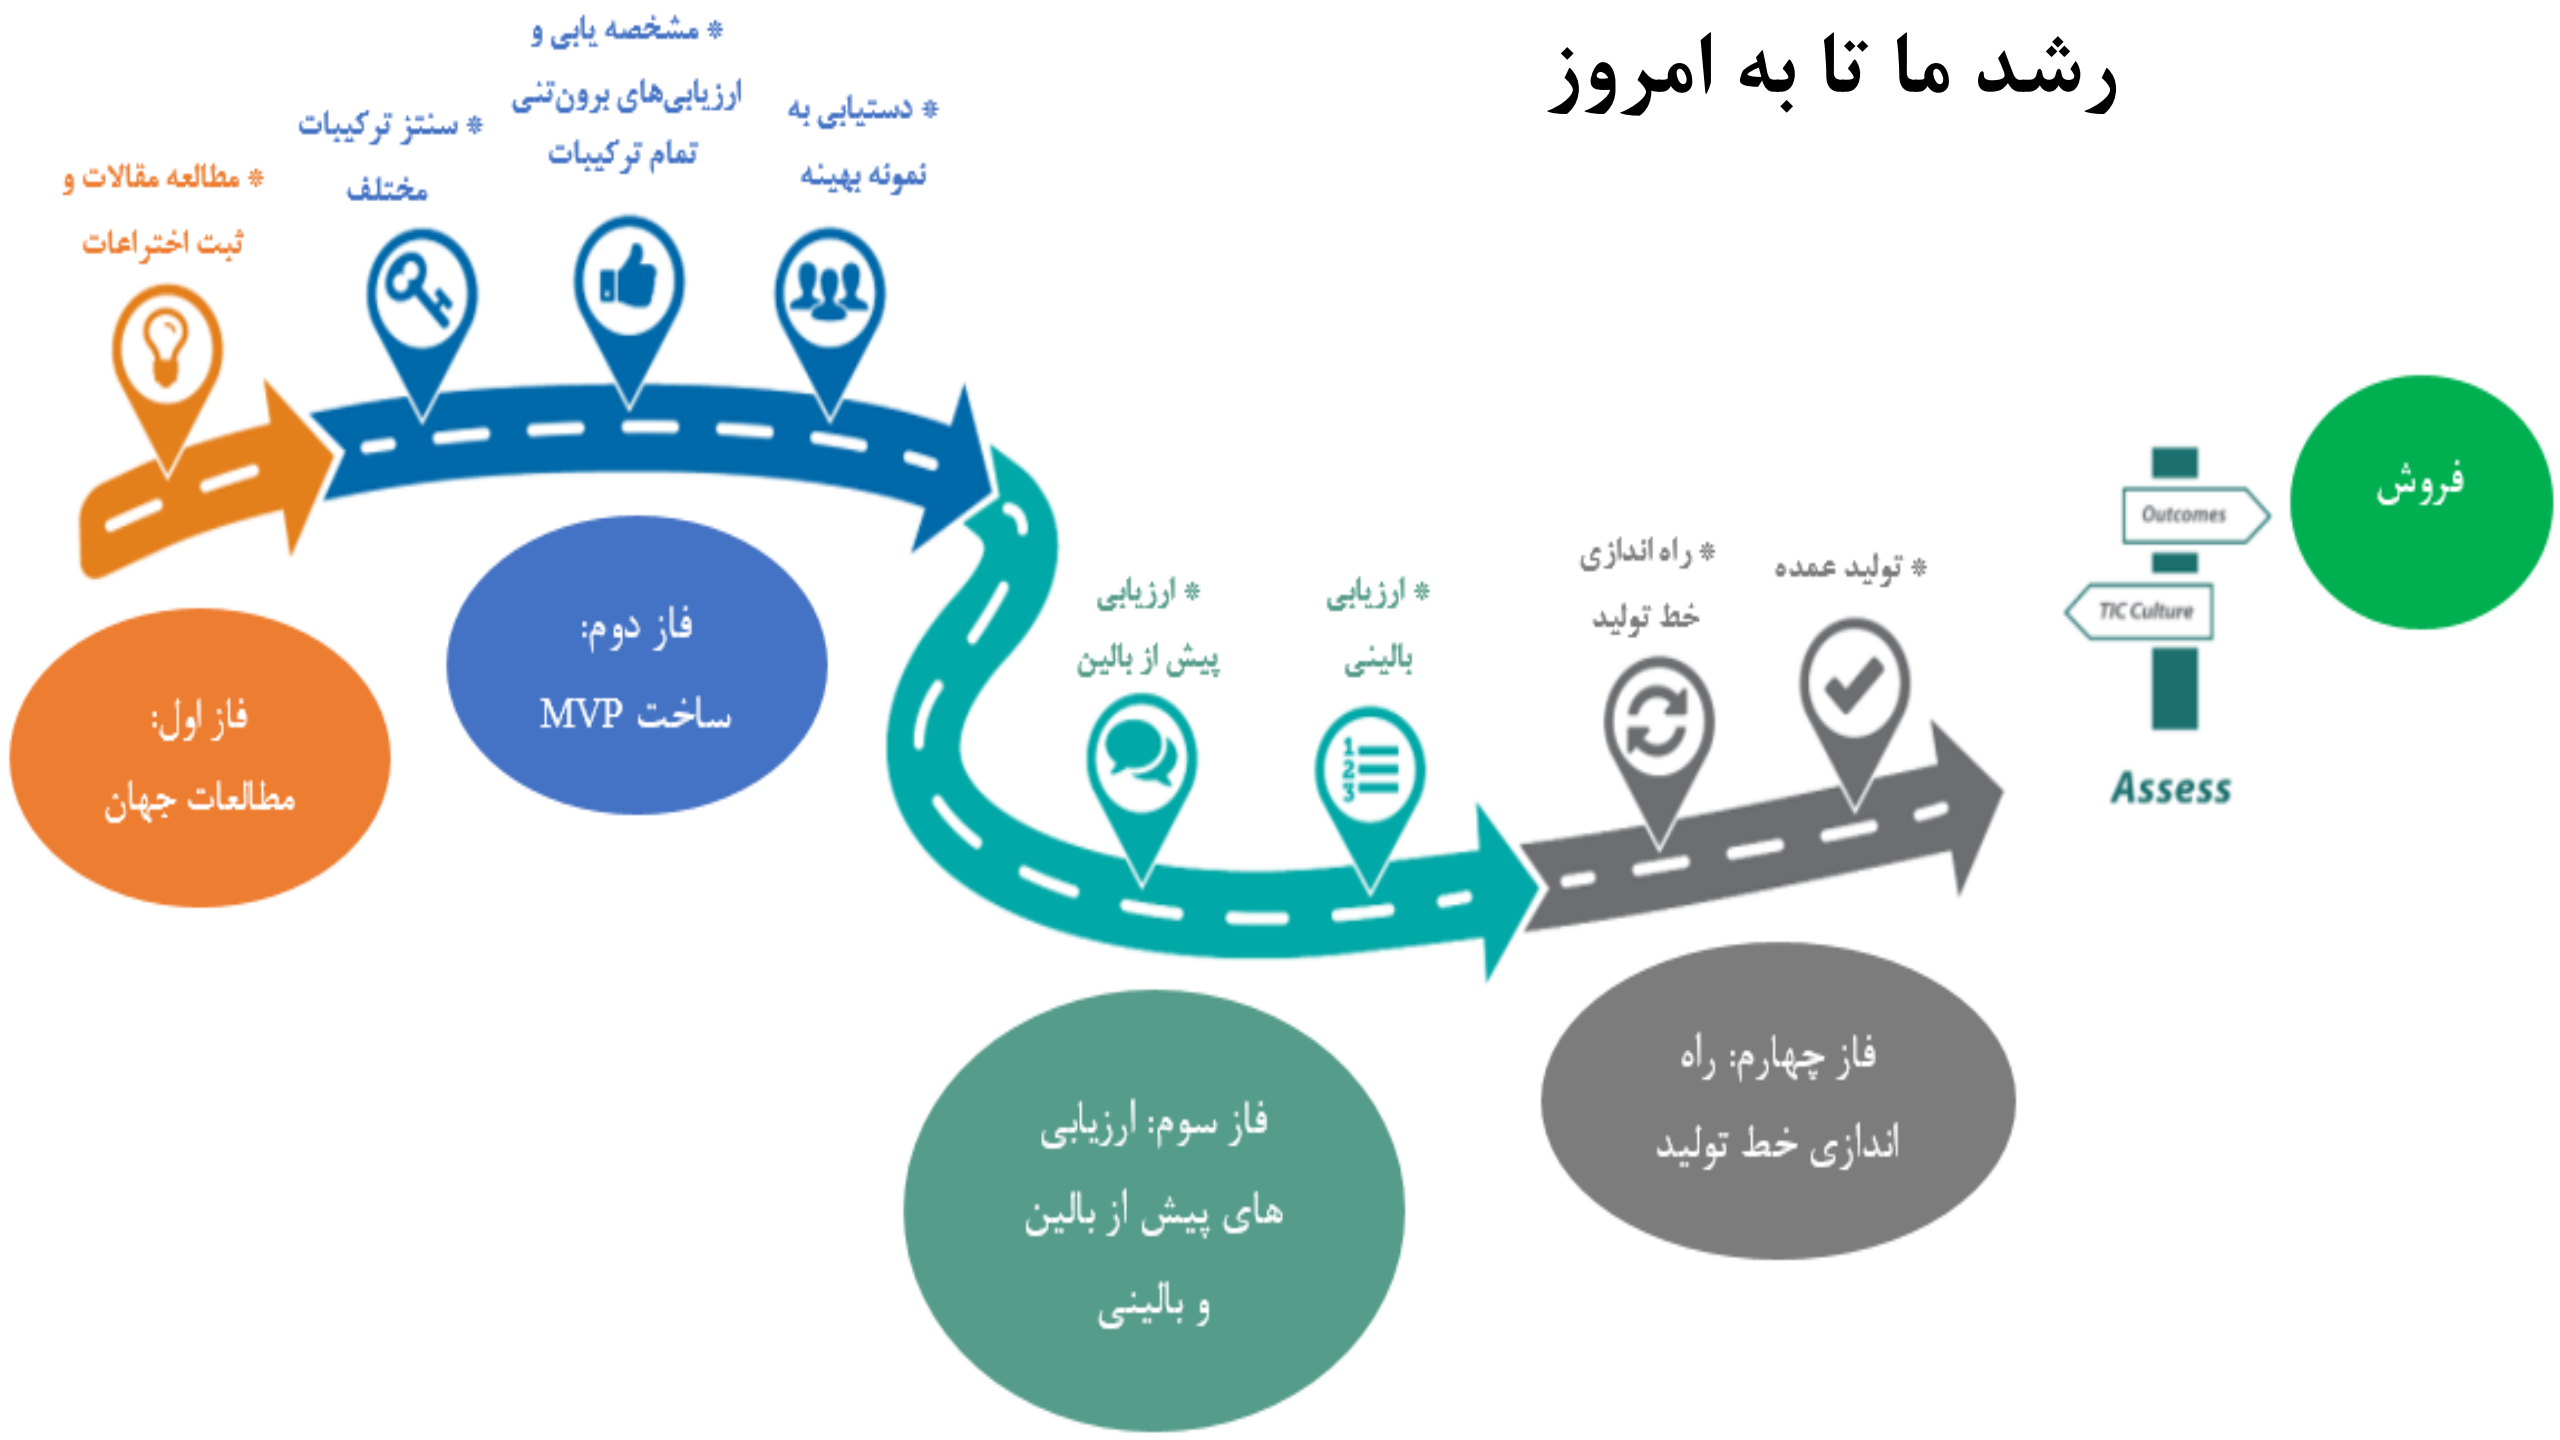 رشد ما تا به امروز
* مطالعه مقالات و
ثبت اختراعات
* سنتز ترکیبات
مختلف
* مشخصه یابی و
ارزیابی‌های برون‌تنی
تمام ترکیبات
* دستیابی به
نمونه بهینه
فاز اول:
مطالعات جهان
فاز دوم:
ساخت MVP
* ارزیابی
پیش از بالین
* ارزیابی
بالینی
فاز سوم: ارزیابی
های پیش از بالین
و بالینی
* راه اندازی
خط تولید
* تولید عمده
فاز چهارم: راه
اندازی خط تولید
Outcomes
TIC Culture
Assess
فروش
1
2
3